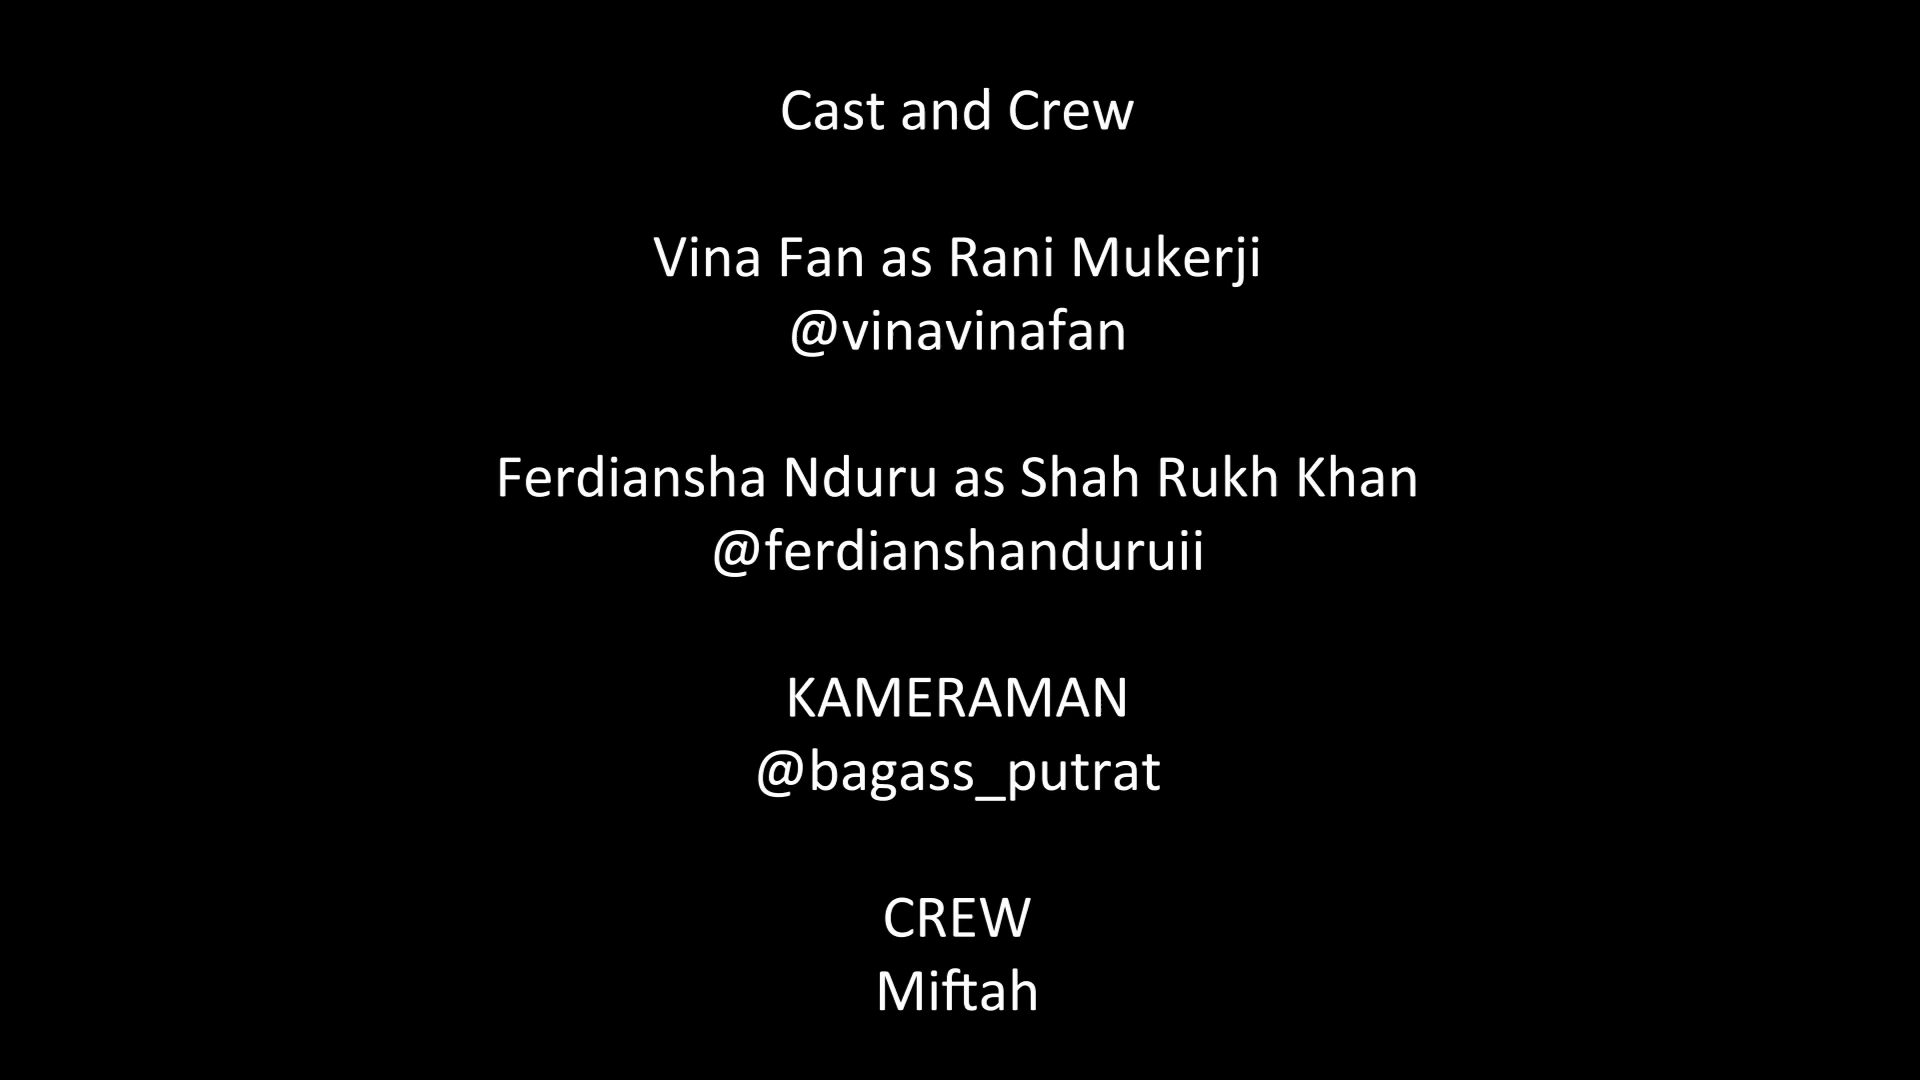 Cast and Crew
Vina Fan as Rani Mukerji
@vinavinafan
Ferdiansha Nduru as Shah Rukh Khan
@ferdianshanduruii
KAMERAMAN
@bagass_putrat
CREW
Miftah